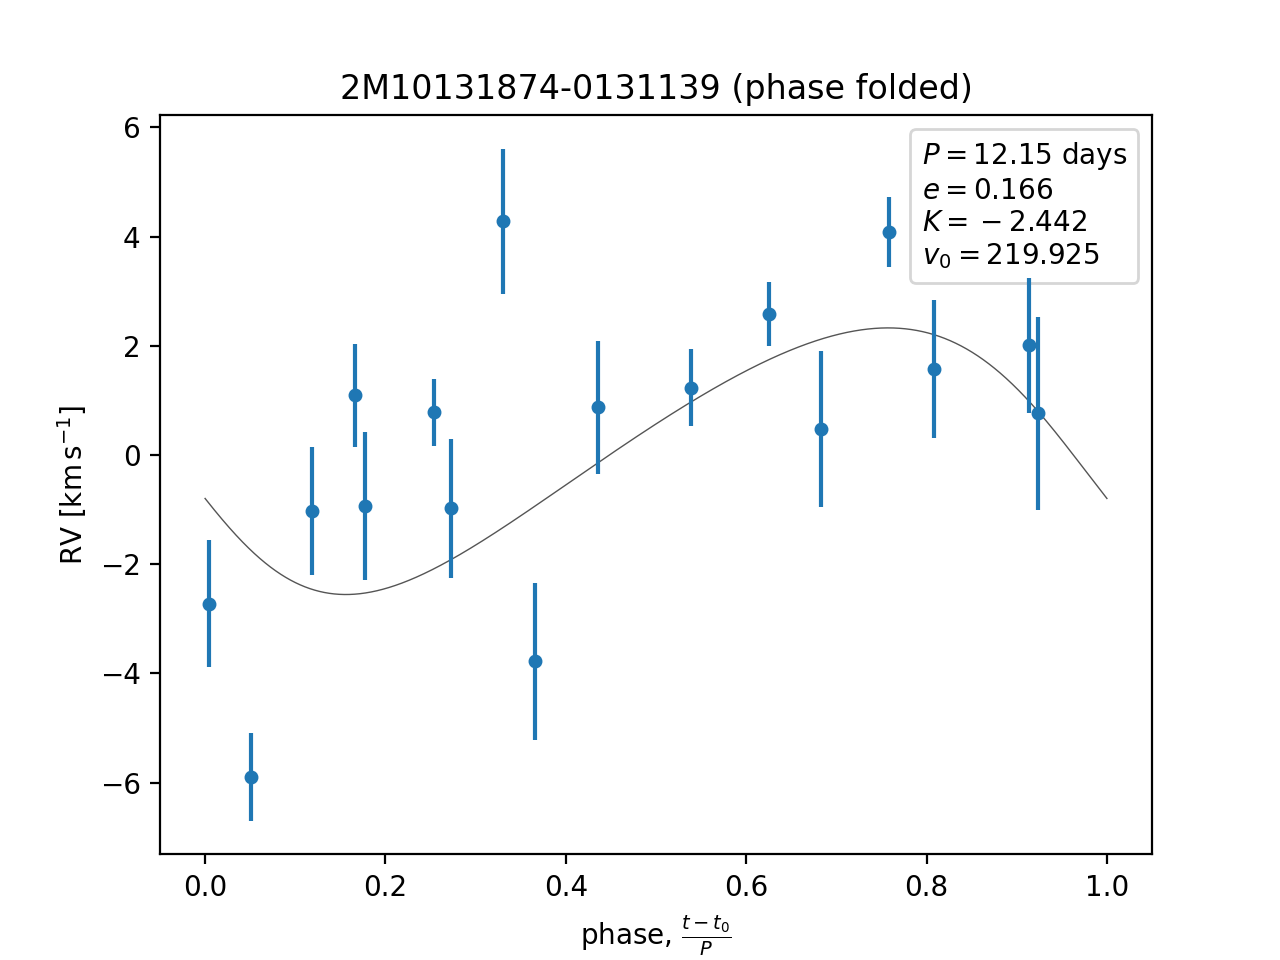 2M10131874-0131139 (phase folded)
P = 12.15 days
e = 0.166
K = −2.442
v₀ = 219.925
6
4
2
0
−2
−4
−6
RV [km s⁻¹]
0.0 0.2 0.4 0.6 0.8 1.0
phase, (t − t₀)/P